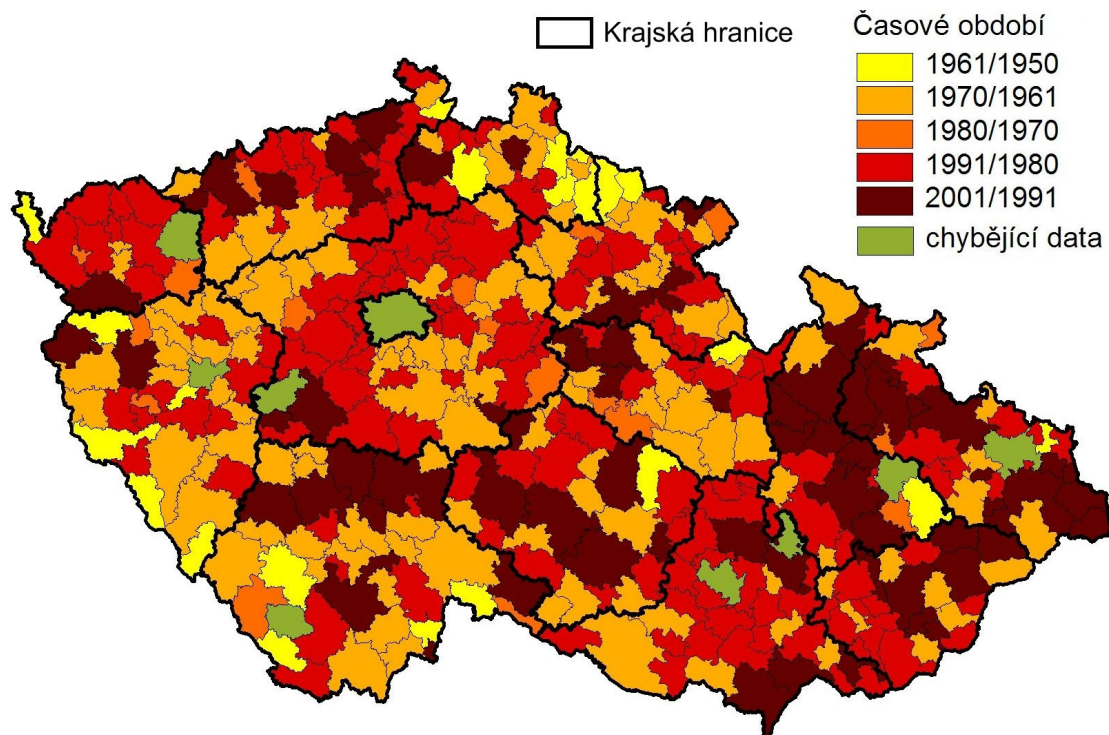 Krajská hranice
Časové období
1961/1950
1970/1961
1980/1970
1991/1980
2001/1991
chybějící data